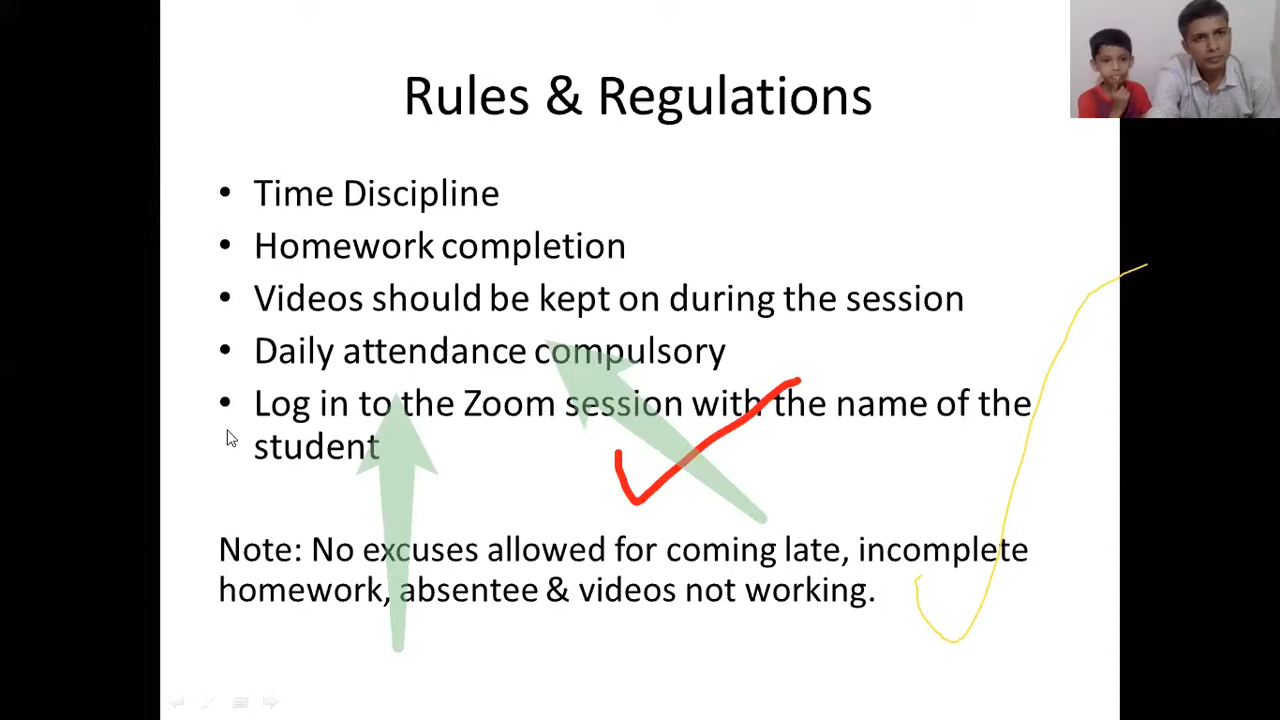 Rules & Regulations
• Time Discipline
• Homework completion
• Videos should be kept on during the session
• Daily attendance compulsory
• Log in to the Zoom session with the name of the
student
Note: No excuses allowed for coming late, incomplete
homework, absentee & videos not working.